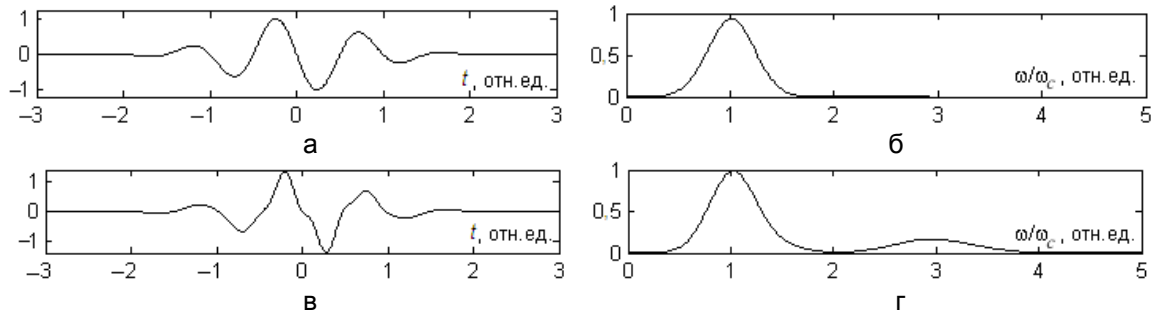 1
0
–1
t, отн.ед.
–3 –2 –1 0 1 2 3
а
1
0,5
0
ω/ωc, отн.ед.
0 1 2 3 4 5
б
1
0
–1
t, отн.ед.
–3 –2 –1 0 1 2 3
в
1
0,5
0
ω/ωc, отн.ед.
0 1 2 3 4 5
г